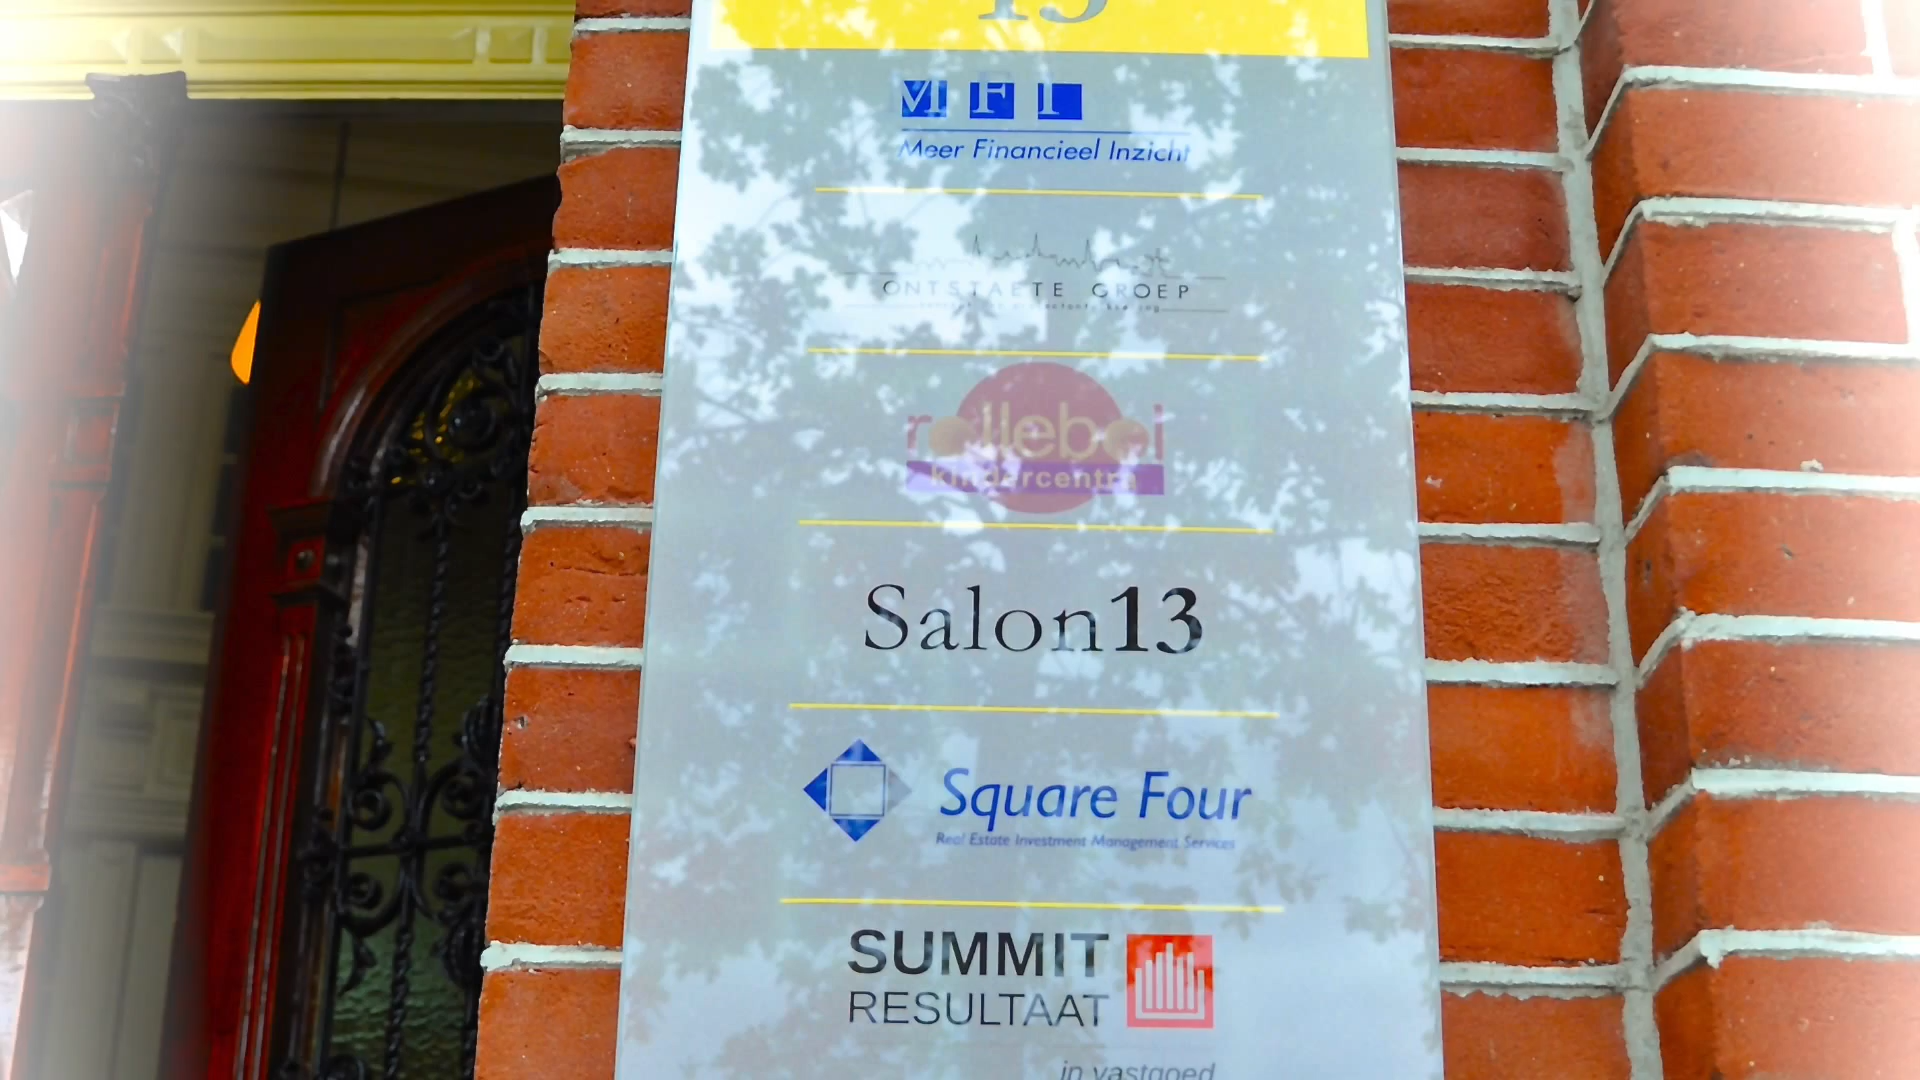 13
MFI
Meer Financieel Inzicht
ONTSTAETE GROEP
rollebol
kindercentra
Salon13
Square Four
Real Estate Investment Management Services
SUMMIT
RESULTAAT
in vastgoed